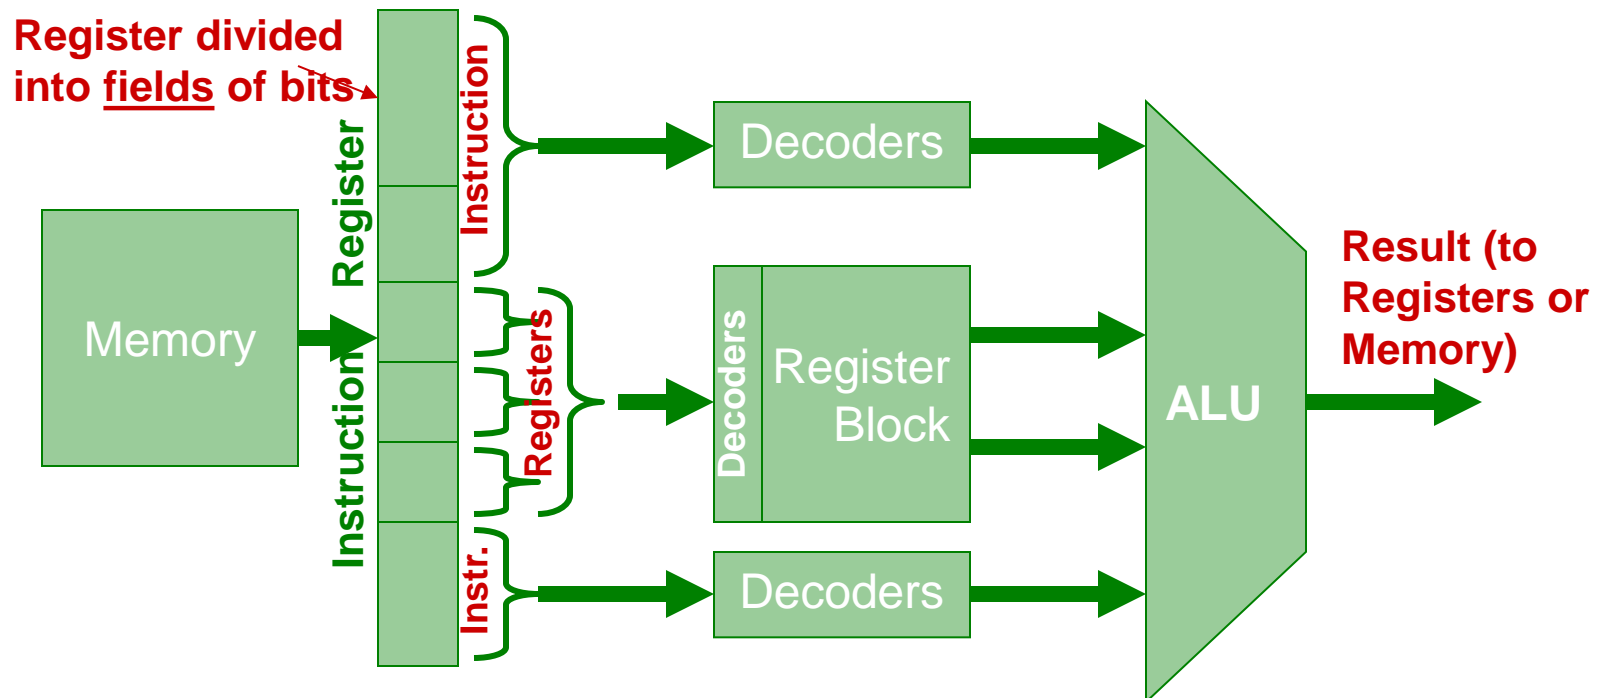 Register divided
into fields of bits
Instruction Register
Instruction
Registers
Instr.
Memory
Decoders
Decoders
Register
Block
Decoders
ALU
Result (to
Registers or
Memory)